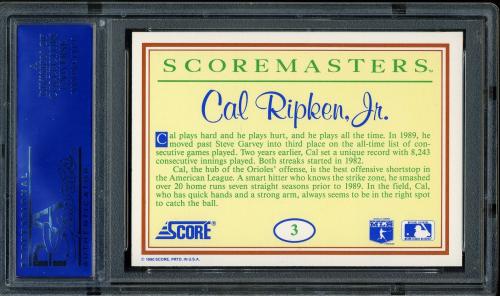 SCOREMASTERS™
Cal Ripken, Jr.
Cal plays hard and he plays hurt, and he plays all the time. In 1989, he
moved past Steve Garvey into third place on the all-time list of con-
secutive games played. Two years earlier, Cal set a unique record with 8,243
consecutive innings played. Both streaks started in 1982.
Cal, the hub of the Orioles' offense, is the best offensive shortstop in
the American League. A smart hitter who knows the strike zone, he smashed
over 20 home runs seven straight seasons prior to 1989. In the field, Cal,
who has quick hands and a strong arm, always seems to be in the right spot
to catch the ball.
SCORE
3
© 1990 SCORE, PRTD. IN U.S.A.
PSA